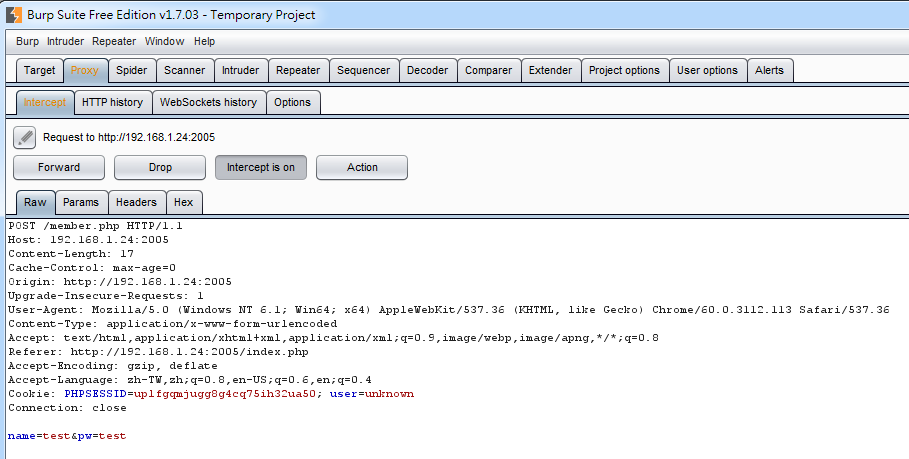 Burp Suite Free Edition v1.7.03 - Temporary Project
Burp Intruder Repeater Window Help
Target Proxy Spider Scanner Intruder Repeater Sequencer Decoder Comparer Extender Project options User options Alerts
Intercept HTTP history WebSockets history Options
Request to http://192.168.1.24:2005
Forward Drop Intercept is on Action
Raw Params Headers Hex
POST /member.php HTTP/1.1
Host: 192.168.1.24:2005
Content-Length: 17
Cache-Control: max-age=0
Origin: http://192.168.1.24:2005
Upgrade-Insecure-Requests: 1
User-Agent: Mozilla/5.0 (Windows NT 6.1; Win64; x64) AppleWebKit/537.36 (KHTML, like Gecko) Chrome/60.0.3112.113 Safari/537.36
Content-Type: application/x-www-form-urlencoded
Accept: text/html,application/xhtml+xml,application/xml;q=0.9,image/webp,image/apng,*/*;q=0.8
Referer: http://192.168.1.24:2005/index.php
Accept-Encoding: gzip, deflate
Accept-Language: zh-TW,zh;q=0.8,en-US;q=0.6,en;q=0.4
Cookie: PHPSESSID=uplfgqmjugg8g4cq75ih32ua50; user=unknown
Connection: close
name=test&pw=test